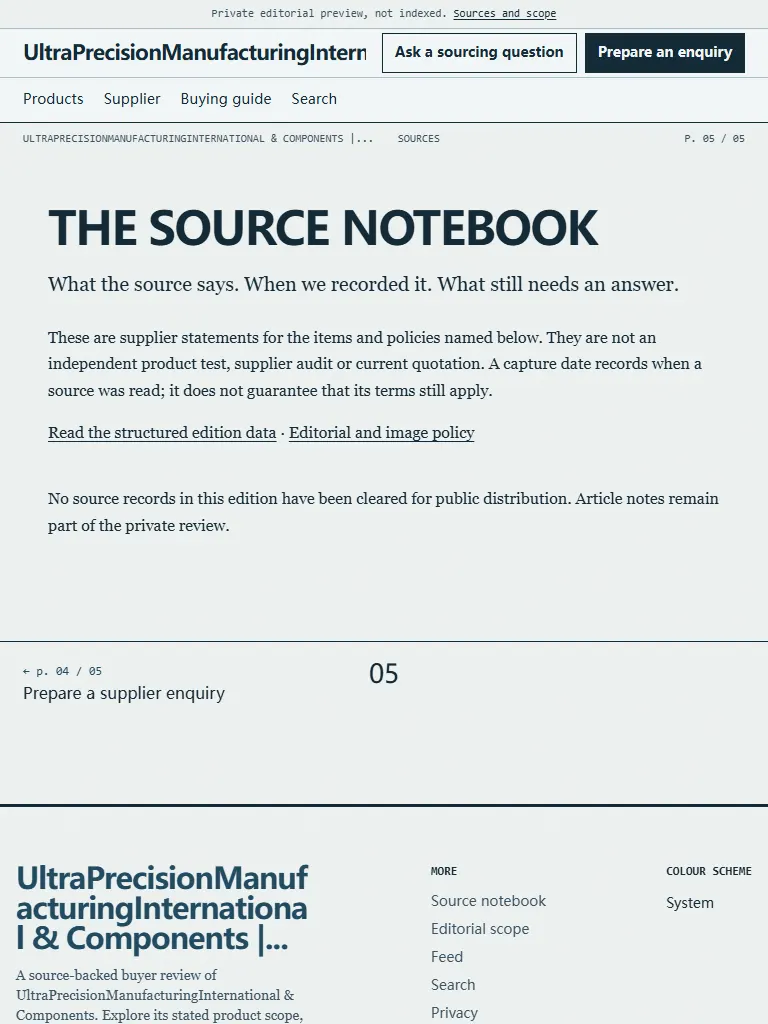 Private editorial preview, not indexed. Sources and scope
UltraPrecisionManufacturingIntern
Ask a sourcing question
Prepare an enquiry
Products
Supplier
Buying guide
Search
ULTRAPRECISIONMANUFACTURINGINTERNATIONAL & COMPONENTS |...
SOURCES
P. 05 / 05
THE SOURCE NOTEBOOK
What the source says. When we recorded it. What still needs an answer.
These are supplier statements for the items and policies named below. They are not an
independent product test, supplier audit or current quotation. A capture date records when a
source was read; it does not guarantee that its terms still apply.
Read the structured edition data · Editorial and image policy
No source records in this edition have been cleared for public distribution. Article notes remain
part of the private review.
← p. 04 / 05
Prepare a supplier enquiry
05
UltraPrecisionManuf
acturingInternationa
l & Components |...
A source-backed buyer review of
UltraPrecisionManufacturingInternational &
Components. Explore its stated product scope,
MORE
Source notebook
Editorial scope
Feed
Search
Privacy
COLOUR SCHEME
System